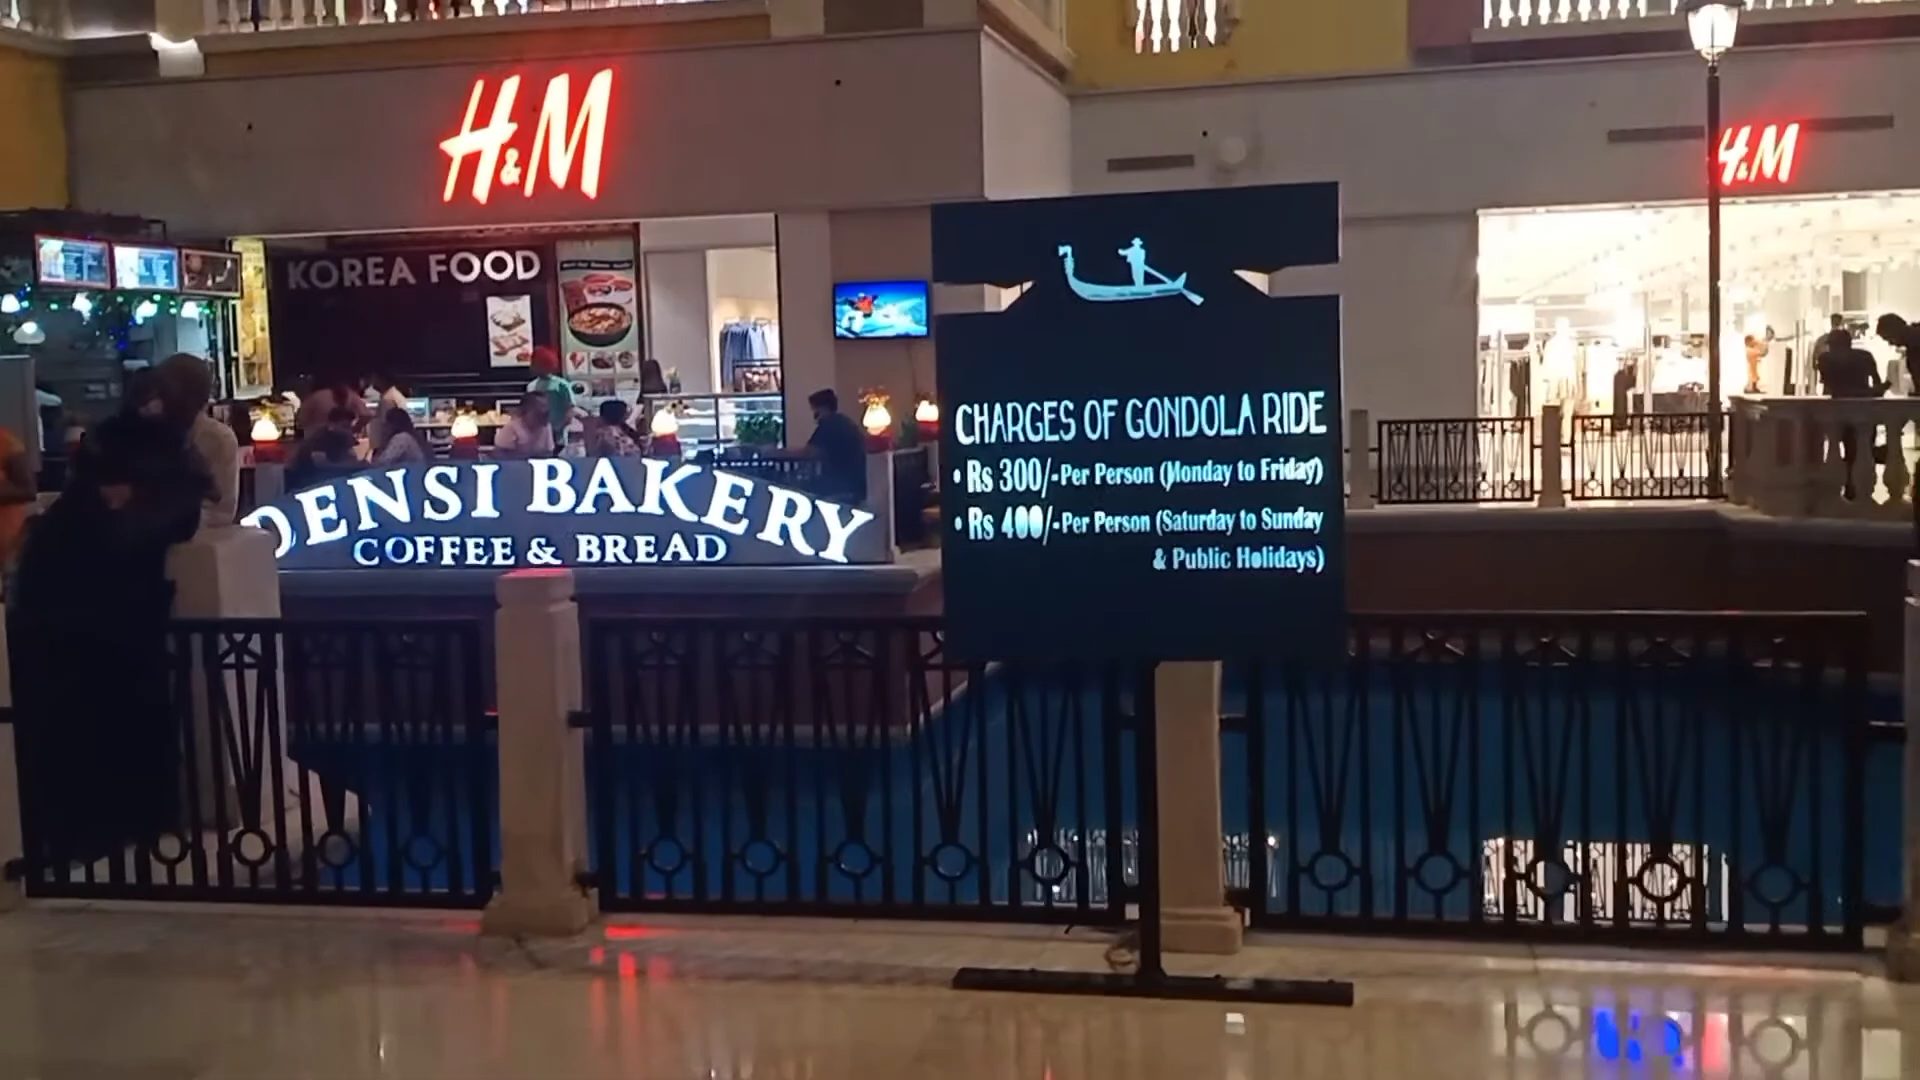 H&M
H&M
KOREA FOOD
DENSI BAKERY
COFFEE & BREAD
CHARGES OF GONDOLA RIDE
• Rs 300/-Per Person (Monday to Friday)
• Rs 400/-Per Person (Saturday to Sunday
& Public Holidays)